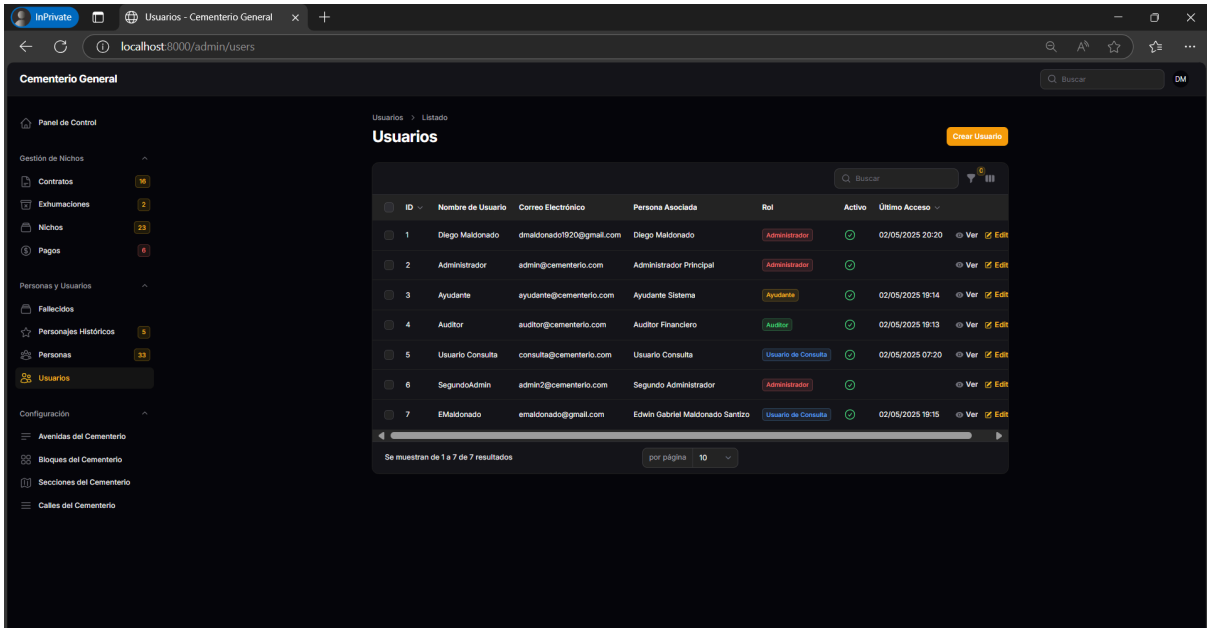 InPrivate
Usuarios - Cementerio General
localhost:8000/admin/users
Cementerio General
Buscar
DM
Panel de Control
Gestión de Nichos
Contratos 16
Exhumaciones 2
Nichos 23
Pagos 6
Personas y Usuarios
Fallecidos
Personajes Históricos 5
Personas 33
Usuarios
Configuración
Avenidas del Cementerio
Bloques del Cementerio
Secciones del Cementerio
Calles del Cementerio
Usuarios > Listado
Usuarios
Crear Usuario
Buscar
0
ID Nombre de Usuario Correo Electrónico Persona Asociada Rol Activo Último Acceso
1 Diego Maldonado dmaldonado1920@gmail.com Diego Maldonado Administrador 02/05/2025 20:20 Ver Edit
2 Administrador admin@cementerio.com Administrador Principal Administrador Ver Edit
3 Ayudante ayudante@cementerio.com Ayudante Sistema Ayudante 02/05/2025 19:14 Ver Edit
4 Auditor auditor@cementerio.com Auditor Financiero Auditor 02/05/2025 19:13 Ver Edit
5 Usuario Consulta consulta@cementerio.com Usuario Consulta Usuario de Consulta 02/05/2025 07:20 Ver Edit
6 SegundoAdmin admin2@cementerio.com Segundo Administrador Administrador Ver Edit
7 EMaldonado emaldonado@gmail.com Edwin Gabriel Maldonado Santizo Usuario de Consulta 02/05/2025 19:15 Ver Edit
Se muestran de 1 a 7 de 7 resultados
por página 10